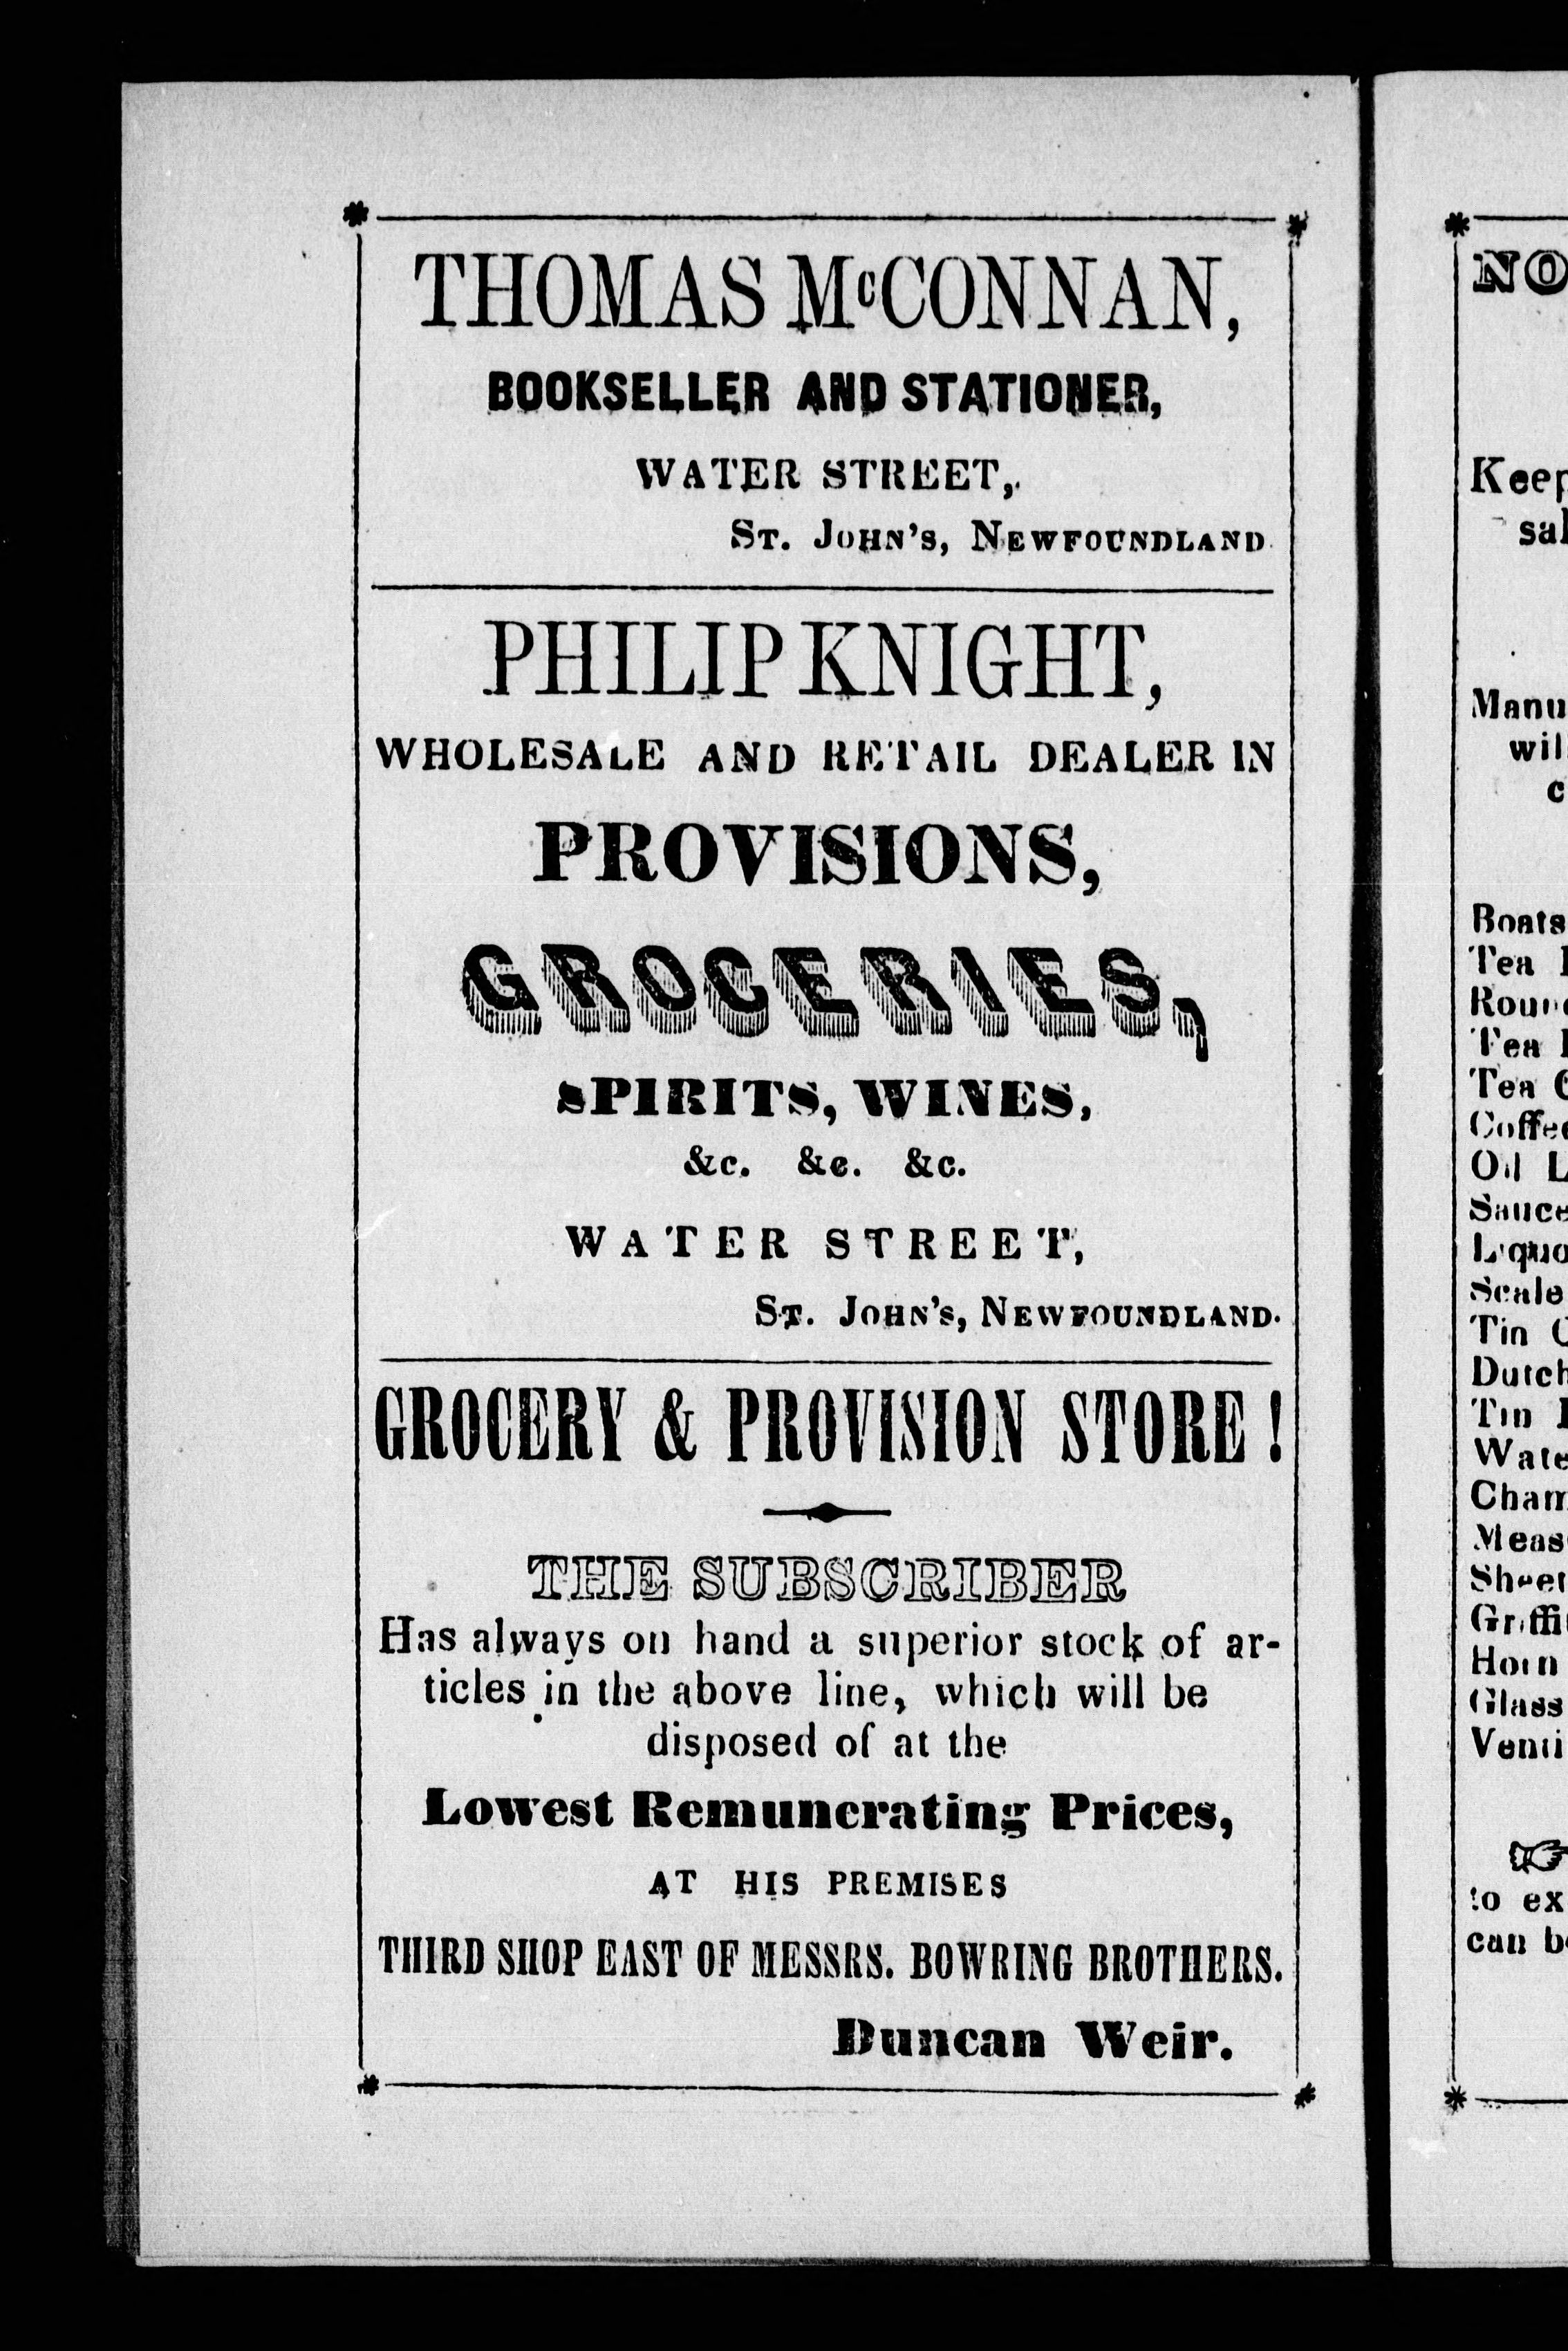 THOMAS McCONNAN,
BOOKSELLER AND STATIONER,
WATER STREET,
ST. JOHN'S, NEWFOUNDLAND
PHILIP KNIGHT,
WHOLESALE AND RETAIL DEALER IN
PROVISIONS,
GROCERIES,
SPIRITS, WINES,
&c. &c. &c.
WATER STREET,
ST. JOHN'S, NEWFOUNDLAND.
GROCERY & PROVISION STORE!
THE SUBSCRIBER
Has always on hand a superior stock of ar-
ticles in the above line, which will be
disposed of at the
Lowest Remunerating Prices,
AT HIS PREMISES
THIRD SHOP EAST OF MESSRS. BOWRING BROTHERS.
Duncan Weir.
NO
Keep
sal
Manu
wil
c
Boats
Tea
Roun
Tea
Tea
Coffee
Oil L
Sauce
Liquo
Scale
Tin
Dutch
Tin
Wate
Cham
Meas
Sheet
Griffi
Horn
Glass
Venti
to ex
can b